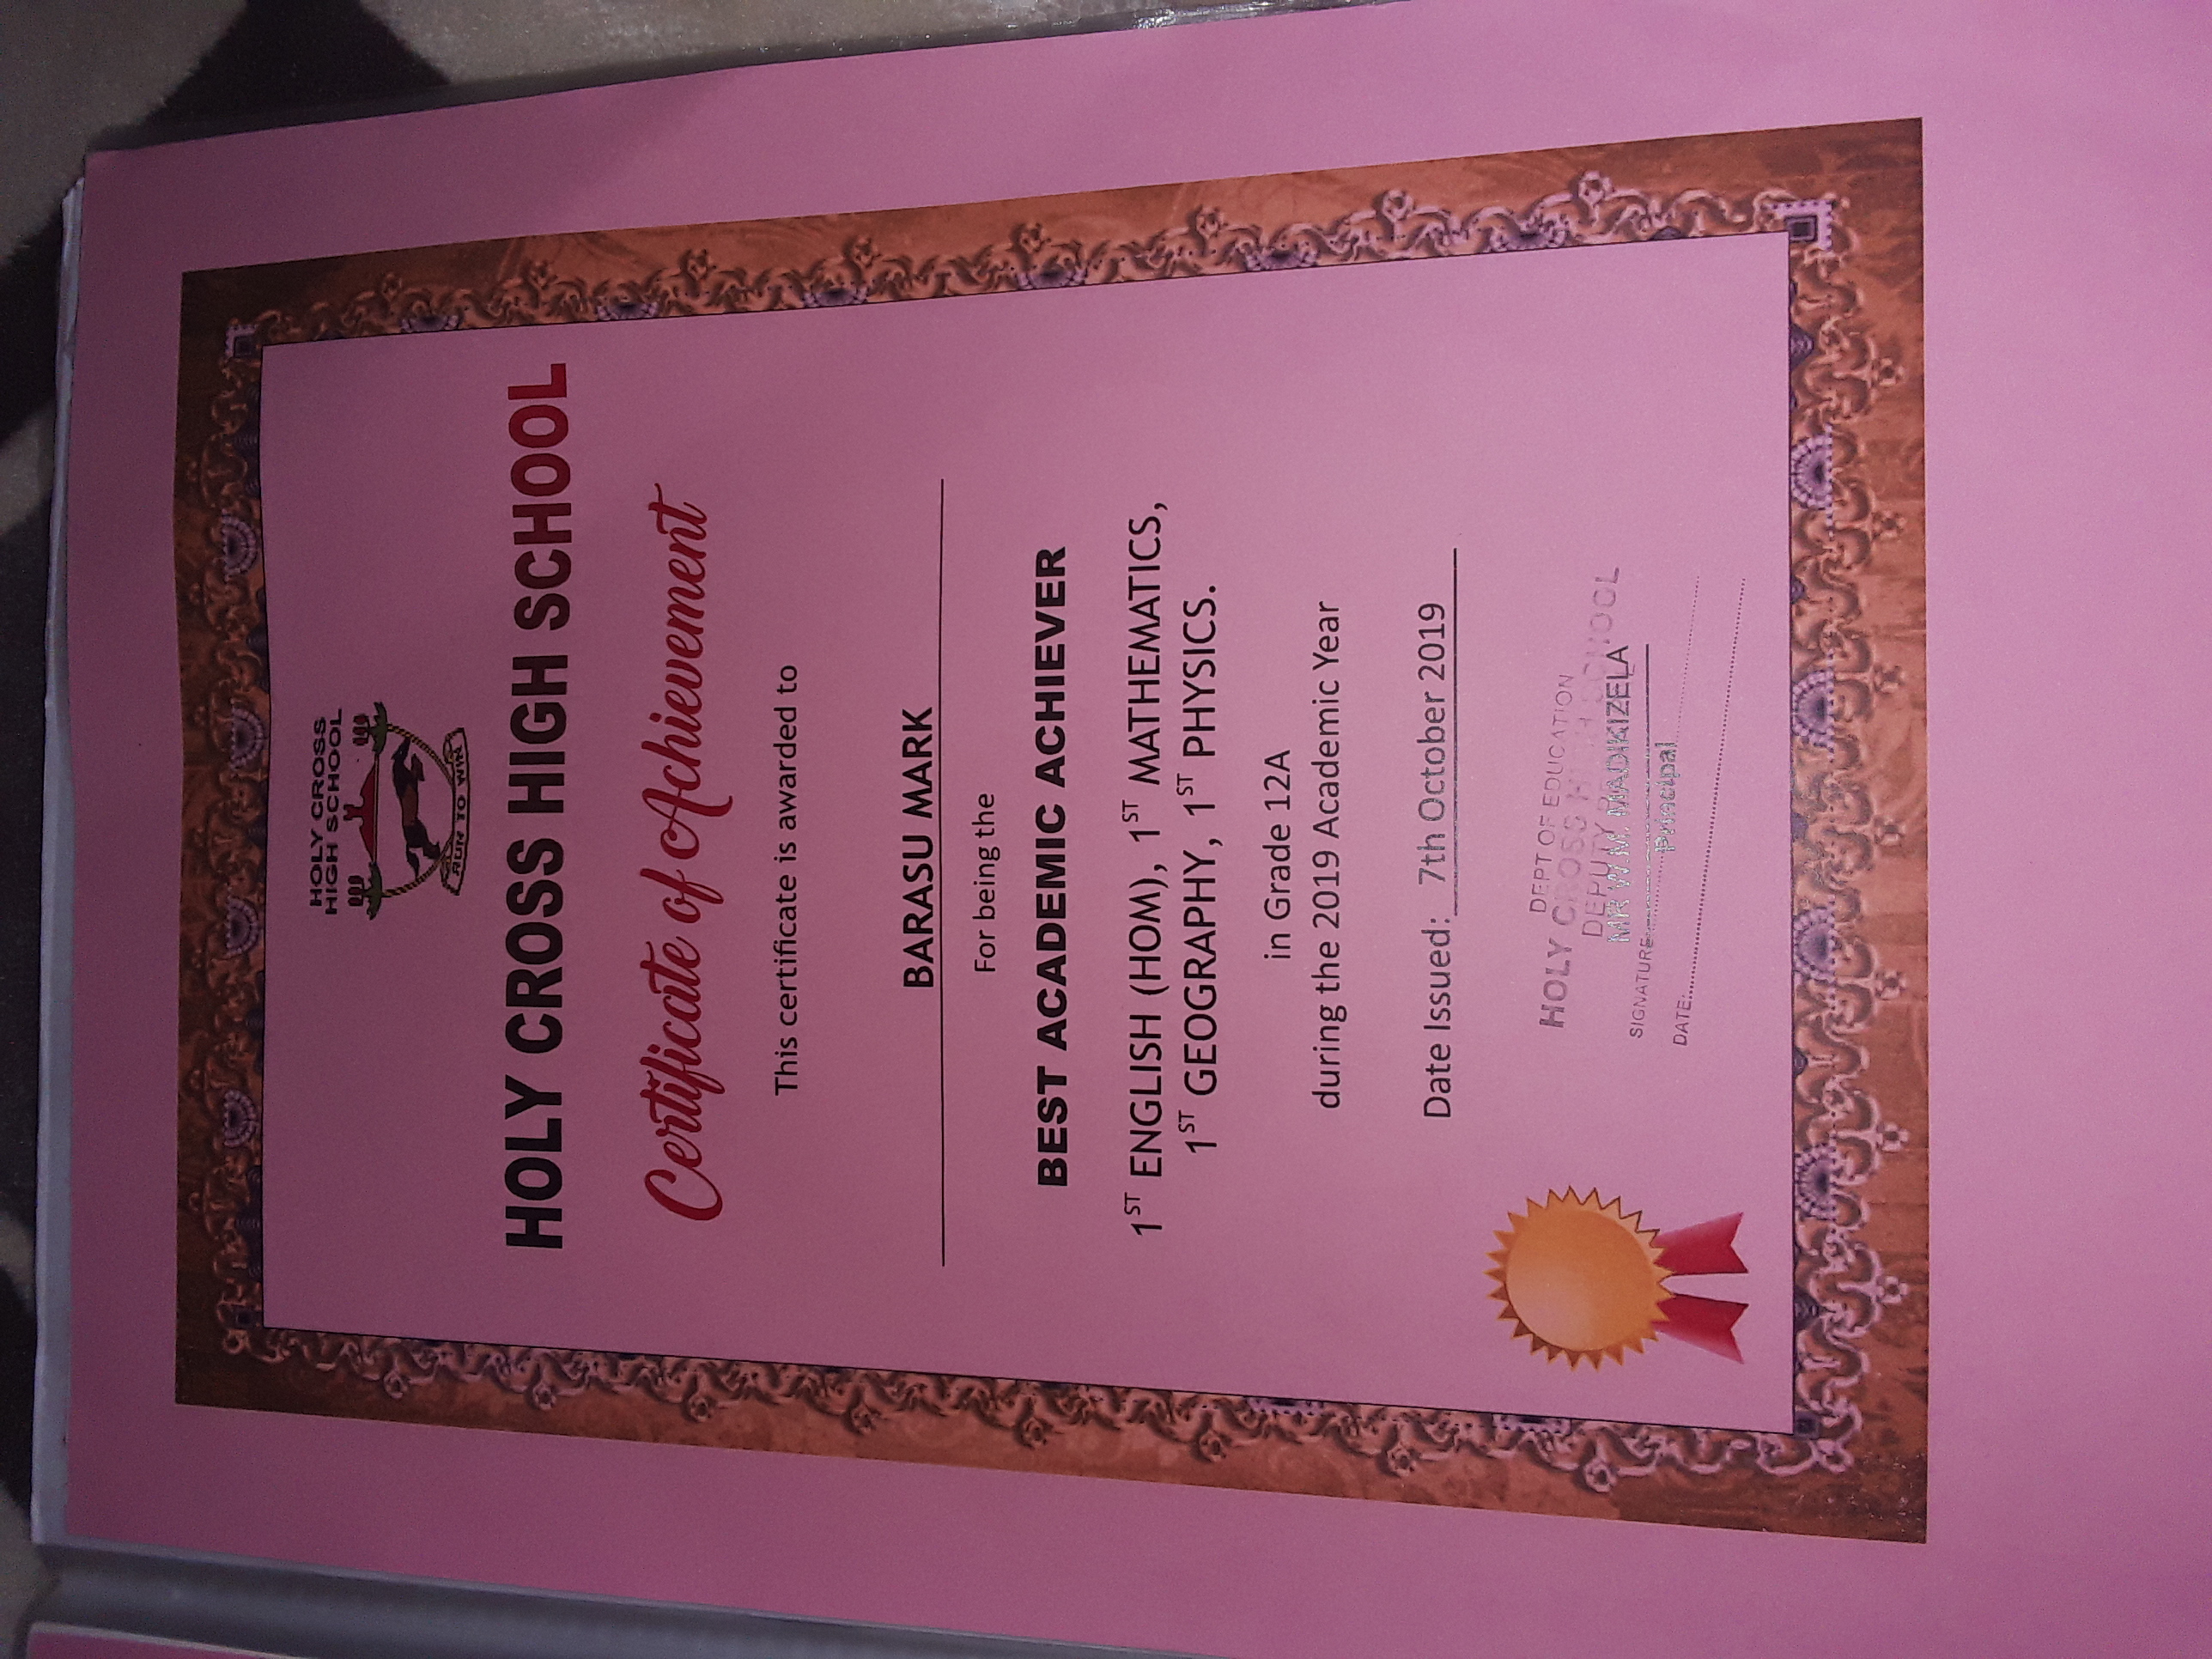 HOLY CROSS
HIGH SCHOOL
RUN TO WIN
HOLY CROSS HIGH SCHOOL
Certificate of Achievement
This certificate is awarded to
BARASU MARK
For being the
BEST ACADEMIC ACHIEVER
1ST ENGLISH (HOM), 1ST MATHEMATICS,
1ST GEOGRAPHY, 1ST PHYSICS.
in Grade 12A
during the 2019 Academic Year
Date Issued: 7th October 2019
DEPT OF EDUCATION
HOLY CROSS HIGH SCHOOL
DEPUTY
MR W.M. MADIKIZELA
SIGNATURE
Principal
DATE: